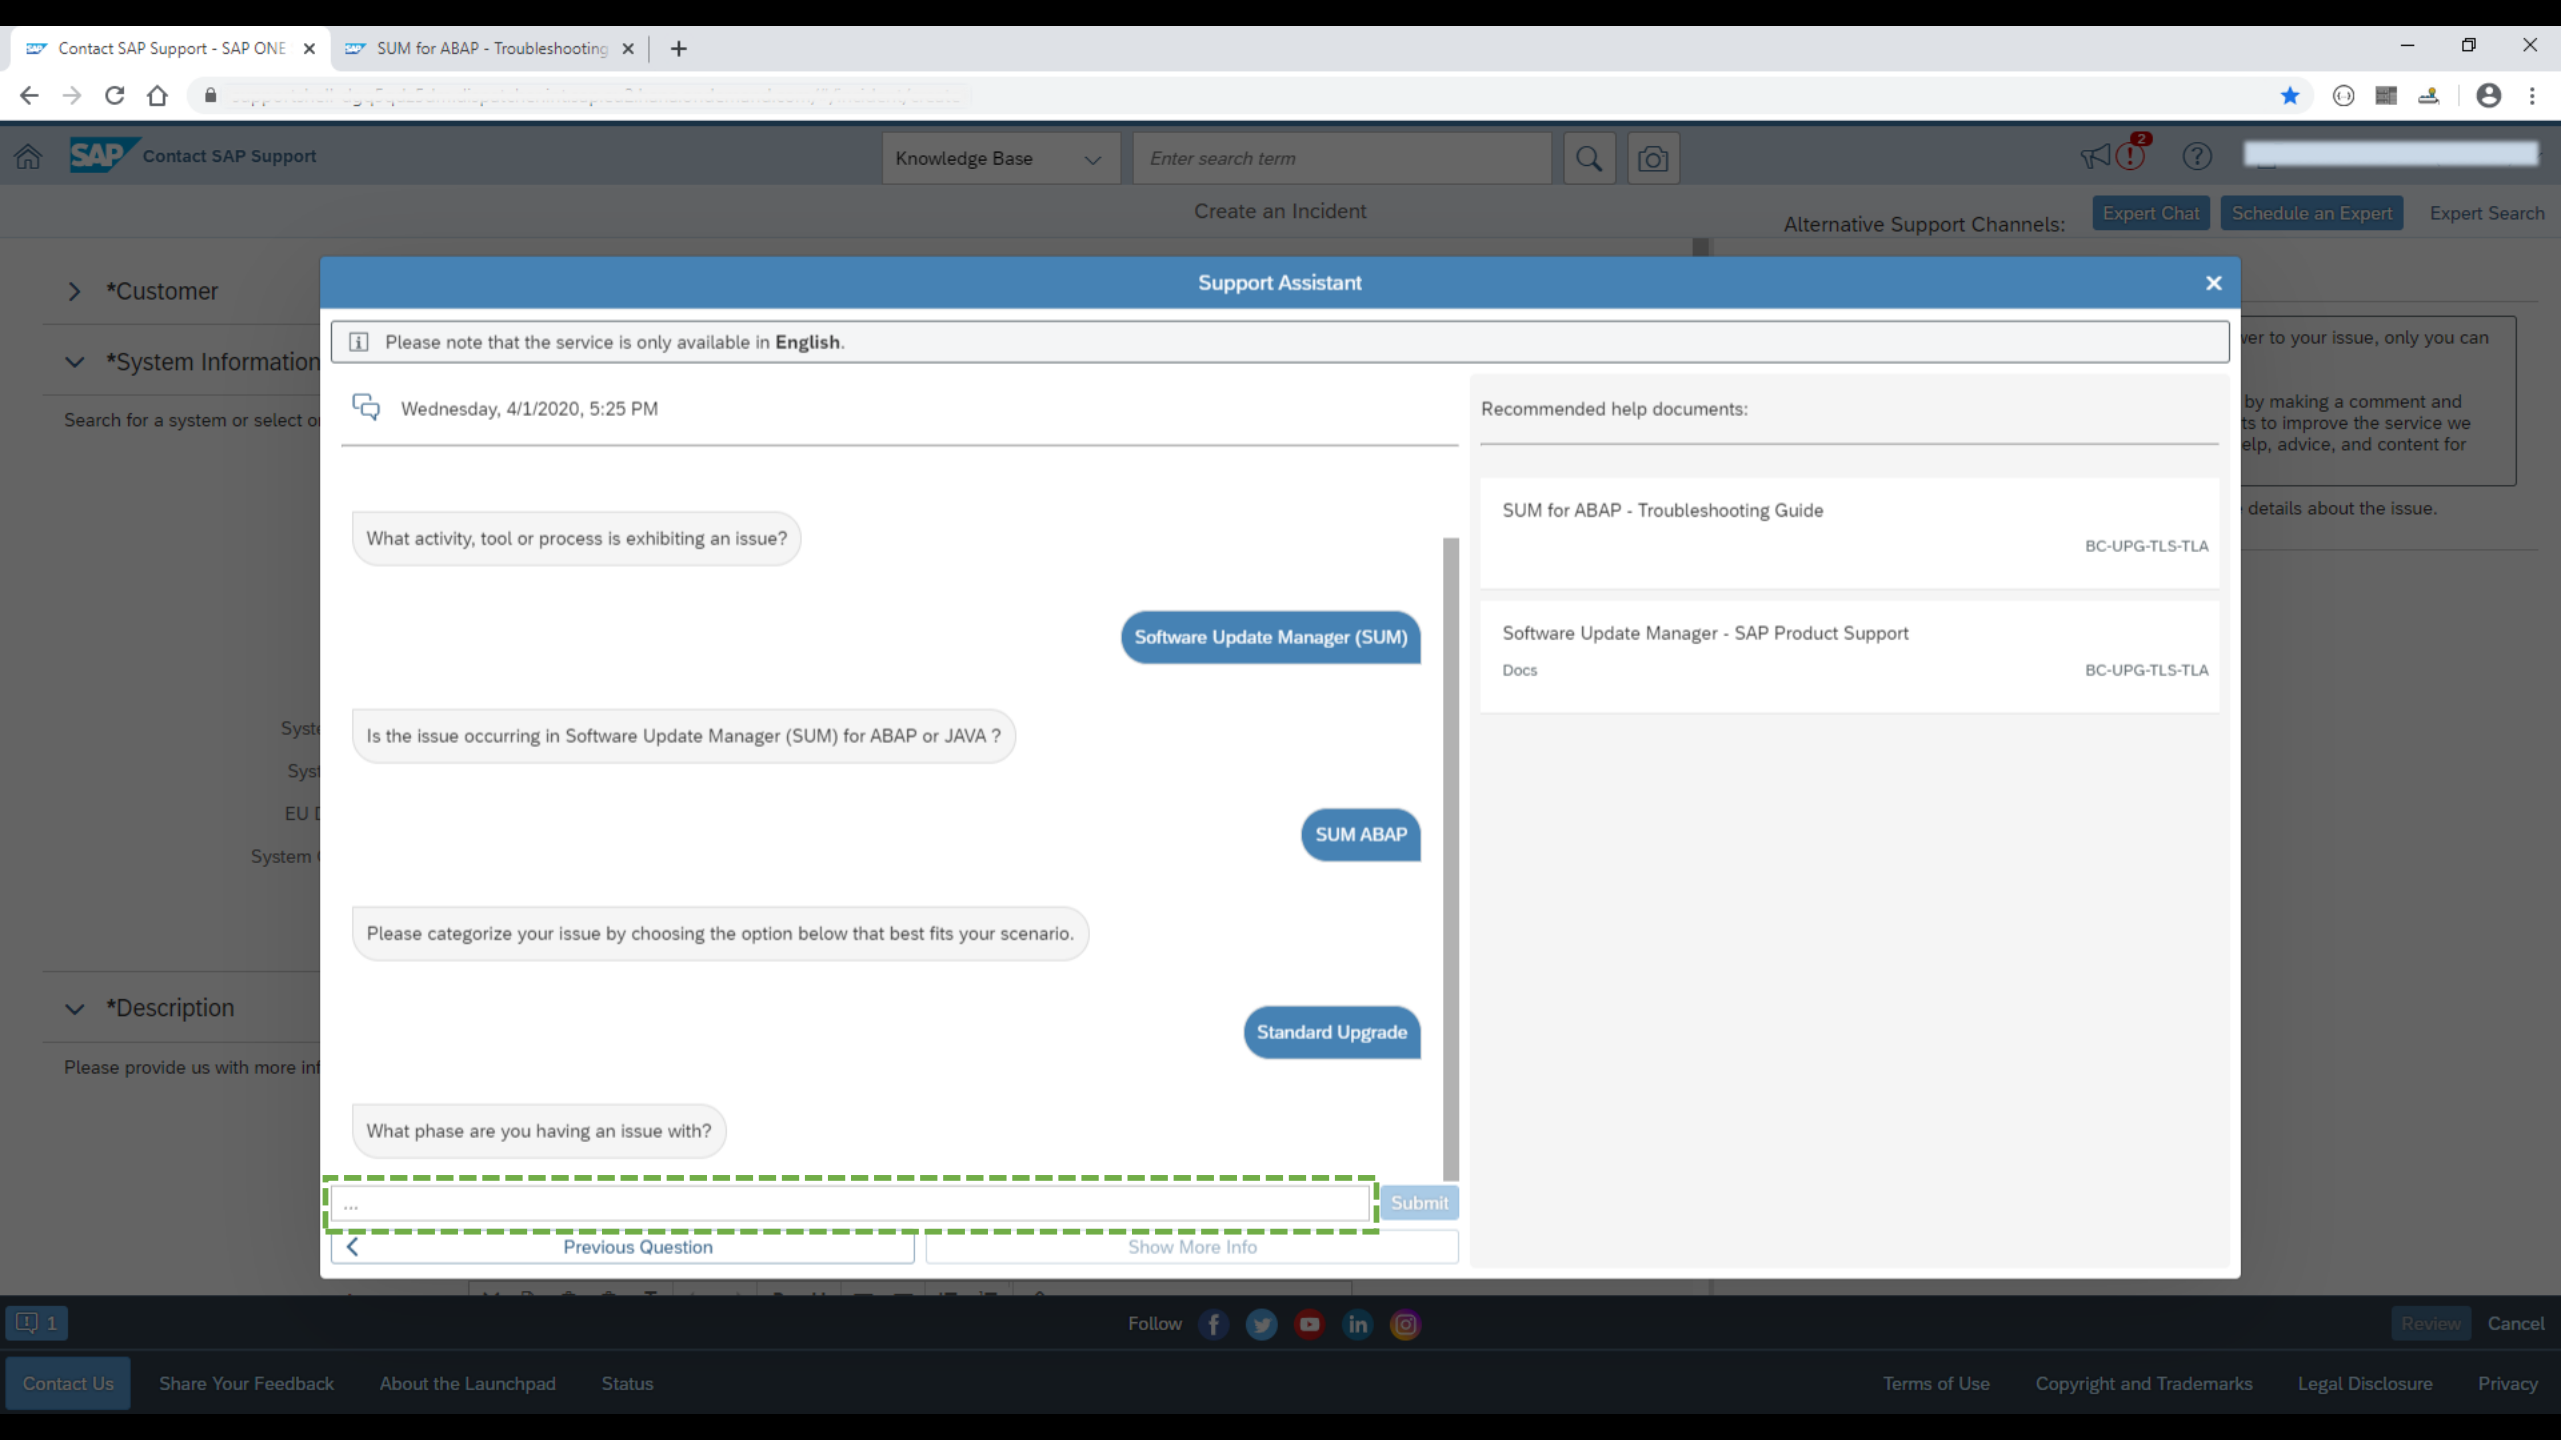 Contact SAP Support - SAP ONE
SUM for ABAP - Troubleshooting
SAP Contact SAP Support
Knowledge Base
Enter search term
2
Create an Incident
Alternative Support Channels:
Expert Chat
Schedule an Expert
Expert Search
*Customer
Support Assistant
*System Information
Please note that the service is only available in English.
ver to your issue, only you can
Search for a system or select o
Wednesday, 4/1/2020, 5:25 PM
Recommended help documents:
by making a comment and
ts to improve the service we
elp, advice, and content for
details about the issue.
What activity, tool or process is exhibiting an issue?
SUM for ABAP - Troubleshooting Guide
BC-UPG-TLS-TLA
Software Update Manager (SUM)
Software Update Manager - SAP Product Support
Docs
BC-UPG-TLS-TLA
Syste
Is the issue occurring in Software Update Manager (SUM) for ABAP or JAVA ?
Syst
EU D
SUM ABAP
System
Please categorize your issue by choosing the option below that best fits your scenario.
*Description
Standard Upgrade
Please provide us with more inf
What phase are you having an issue with?
...
Submit
Previous Question
Show More Info
1
Follow
Review
Cancel
Contact Us
Share Your Feedback
About the Launchpad
Status
Terms of Use
Copyright and Trademarks
Legal Disclosure
Privacy